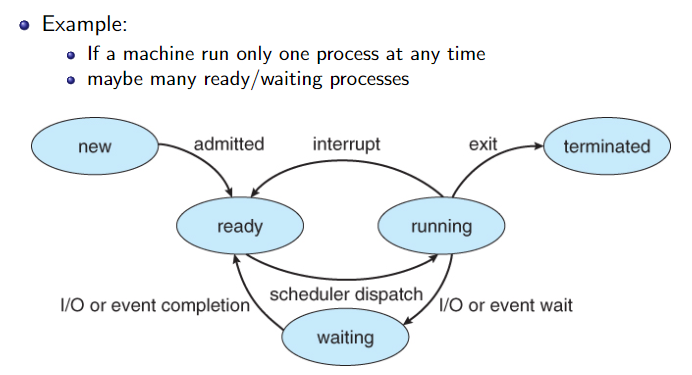 Example:
If a machine run only one process at any time
maybe many ready/waiting processes
new
admitted
interrupt
exit
terminated
ready
running
I/O or event completion
scheduler dispatch
I/O or event wait
waiting